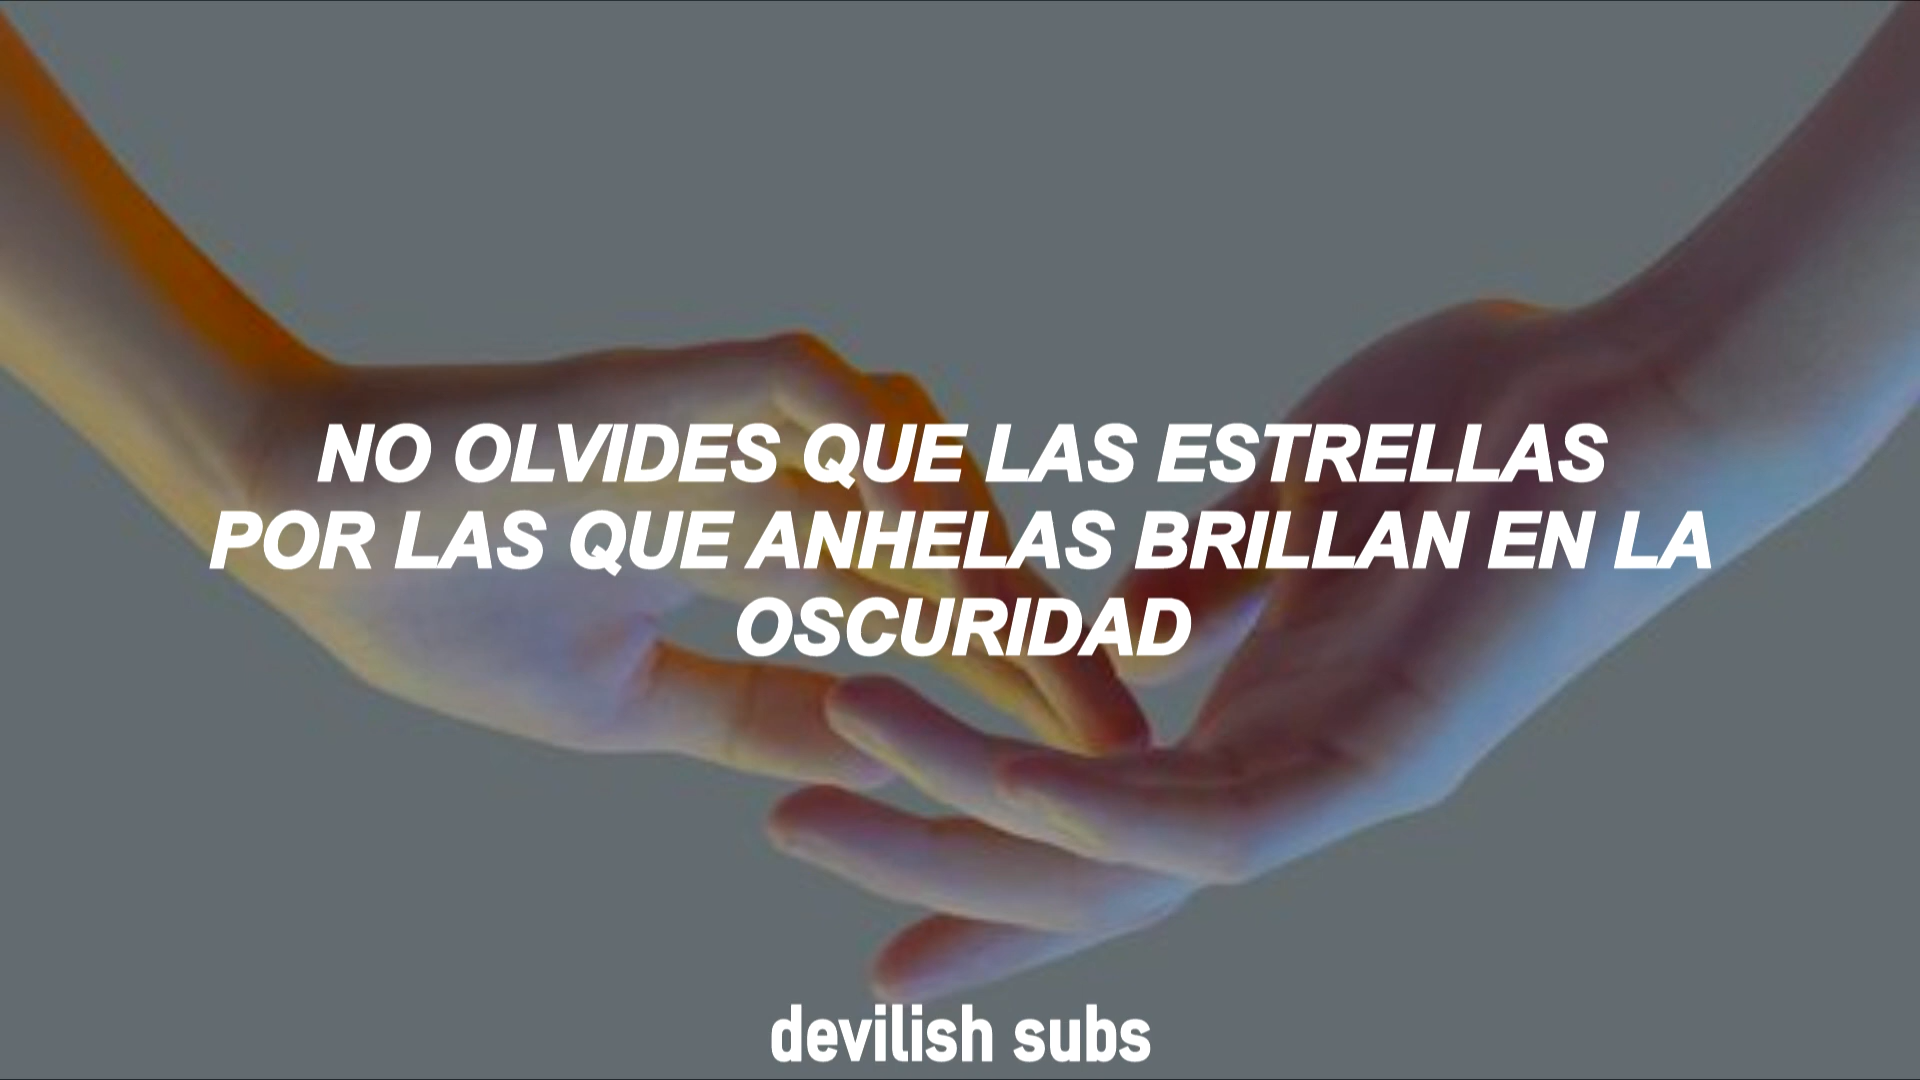 NO OLVIDES QUE LAS ESTRELLAS
POR LAS QUE ANHELAS BRILLAN EN LA
OSCURIDAD
devilish subs